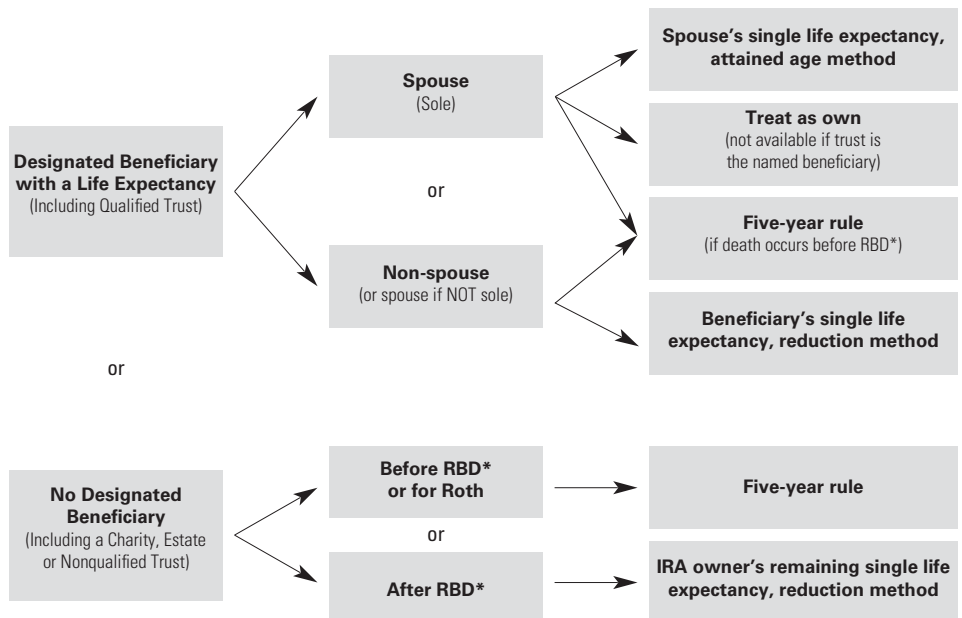 Designated Beneficiary
with a Life Expectancy
(Including Qualified Trust)
Spouse
(Sole)
or
Non-spouse
(or spouse if NOT sole)
Spouse's single life expectancy,
attained age method
Treat as own
(not available if trust is
the named beneficiary)
Five-year rule
(if death occurs before RBD*)
Beneficiary's single life
expectancy, reduction method
or
No Designated
Beneficiary
(Including a Charity, Estate
or Nonqualified Trust)
Before RBD*
or for Roth
or
After RBD*
Five-year rule
IRA owner's remaining single life
expectancy, reduction method